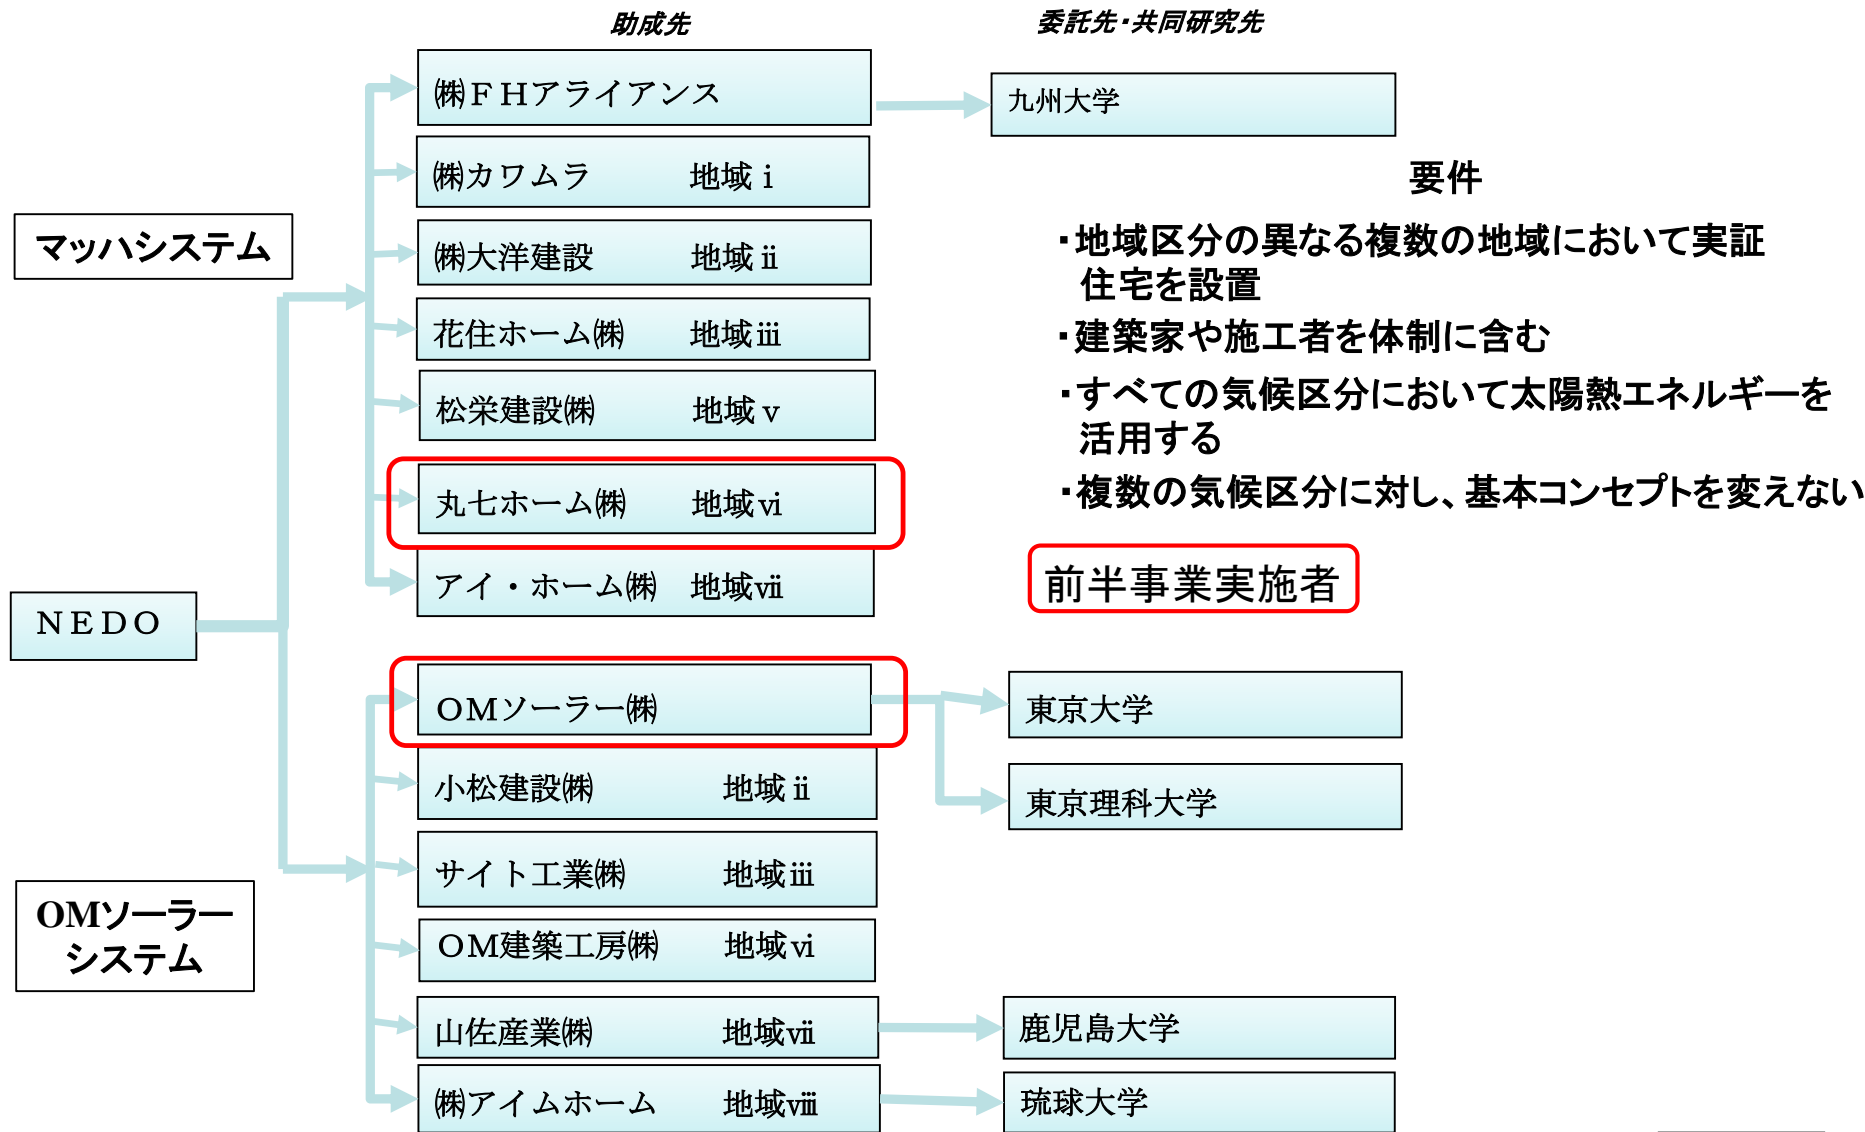 助成先
委託先・共同研究先
㈱ＦＨアライアンス
九州大学
㈱カワムラ 地域ⅰ
マッハシステム
㈱大洋建設 地域ⅱ
花住ホーム㈱ 地域ⅲ
松栄建設㈱ 地域ⅴ
丸七ホーム㈱ 地域ⅵ
アイ・ホーム㈱ 地域ⅶ
要件
・地域区分の異なる複数の地域において実証
住宅を設置
・建築家や施工者を体制に含む
・すべての気候区分において太陽熱エネルギーを
活用する
・複数の気候区分に対し、基本コンセプトを変えない
前半事業実施者
ＮＥＤＯ
ＯＭソーラー㈱
東京大学
小松建設㈱ 地域ⅱ
東京理科大学
サイト工業㈱ 地域ⅲ
OMソーラー
システム
ＯＭ建築工房㈱ 地域ⅵ
山佐産業㈱ 地域ⅶ
鹿児島大学
㈱アイムホーム 地域ⅷ
琉球大学